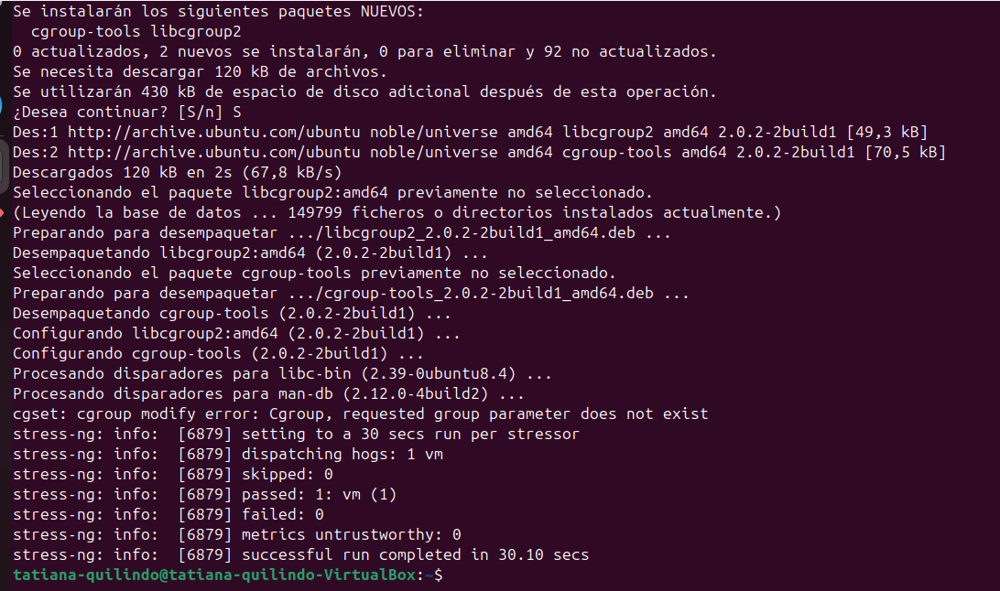 Se instalarán los siguientes paquetes NUEVOS:
  cgroup-tools libcgroup2
0 actualizados, 2 nuevos se instalarán, 0 para eliminar y 92 no actualizados.
Se necesita descargar 120 kB de archivos.
Se utilizarán 430 kB de espacio de disco adicional después de esta operación.
¿Desea continuar? [S/n] S
Des:1 http://archive.ubuntu.com/ubuntu noble/universe amd64 libcgroup2 amd64 2.0.2-2build1 [49,3 kB]
Des:2 http://archive.ubuntu.com/ubuntu noble/universe amd64 cgroup-tools amd64 2.0.2-2build1 [70,5 kB]
Descargados 120 kB en 2s (67,8 kB/s)
Seleccionando el paquete libcgroup2:amd64 previamente no seleccionado.
(Leyendo la base de datos ... 149799 ficheros o directorios instalados actualmente.)
Preparando para desempaquetar .../libcgroup2_2.0.2-2build1_amd64.deb ...
Desempaquetando libcgroup2:amd64 (2.0.2-2build1) ...
Seleccionando el paquete cgroup-tools previamente no seleccionado.
Preparando para desempaquetar .../cgroup-tools_2.0.2-2build1_amd64.deb ...
Desempaquetando cgroup-tools (2.0.2-2build1) ...
Configurando libcgroup2:amd64 (2.0.2-2build1) ...
Configurando cgroup-tools (2.0.2-2build1) ...
Procesando disparadores para libc-bin (2.39-0ubuntu8.4) ...
Procesando disparadores para man-db (2.12.0-4build2) ...
cgset: cgroup modify error: Cgroup, requested group parameter does not exist
stress-ng: info:  [6879] setting to a 30 secs run per stressor
stress-ng: info:  [6879] dispatching hogs: 1 vm
stress-ng: info:  [6879] skipped: 0
stress-ng: info:  [6879] passed: 1: vm (1)
stress-ng: info:  [6879] failed: 0
stress-ng: info:  [6879] metrics untrustworthy: 0
stress-ng: info:  [6879] successful run completed in 30.10 secs
tatiana-quilindo@tatiana-quilindo-VirtualBox:~$